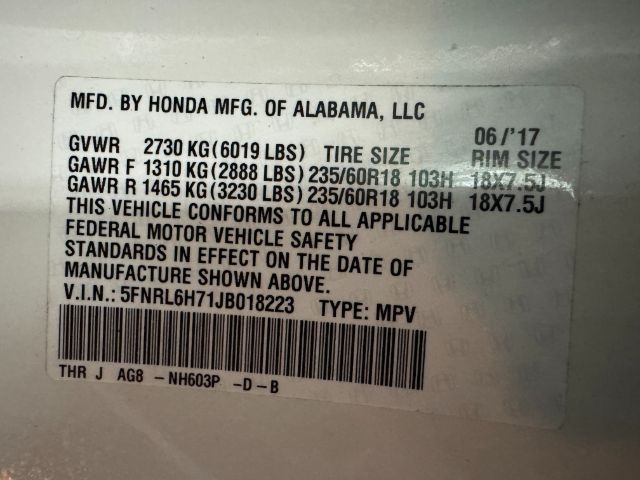 MFD. BY HONDA MFG. OF ALABAMA, LLC 06/'17
GVWR 2730 KG(6019 LBS) TIRE SIZE RIM SIZE
GAWR F 1310 KG(2888 LBS) 235/60R18 103H 18X7.5J
GAWR R 1465 KG(3230 LBS) 235/60R18 103H 18X7.5J
THIS VEHICLE CONFORMS TO ALL APPLICABLE
FEDERAL MOTOR VEHICLE SAFETY
STANDARDS IN EFFECT ON THE DATE OF
MANUFACTURE SHOWN ABOVE.
V.I.N.: 5FNRL6H71JB018223 TYPE: MPV
THR J AG8 -NH603P -D-B